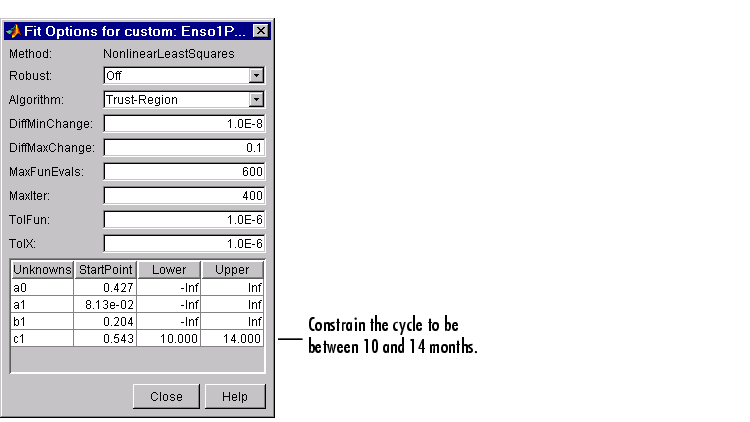 Fit Options for custom: Enso1P...
Method: NonlinearLeastSquares
Robust: Off
Algorithm: Trust-Region
DiffMinChange: 1.0E-8
DiffMaxChange: 0.1
MaxFunEvals: 600
MaxIter: 400
TolFun: 1.0E-6
TolX: 1.0E-6
Unknowns StartPoint Lower Upper
a0 0.427 -Inf Inf
a1 8.13e-02 -Inf Inf
b1 0.204 -Inf Inf
c1 0.543 10.000 14.000
Constrain the cycle to be
between 10 and 14 months.
Close Help